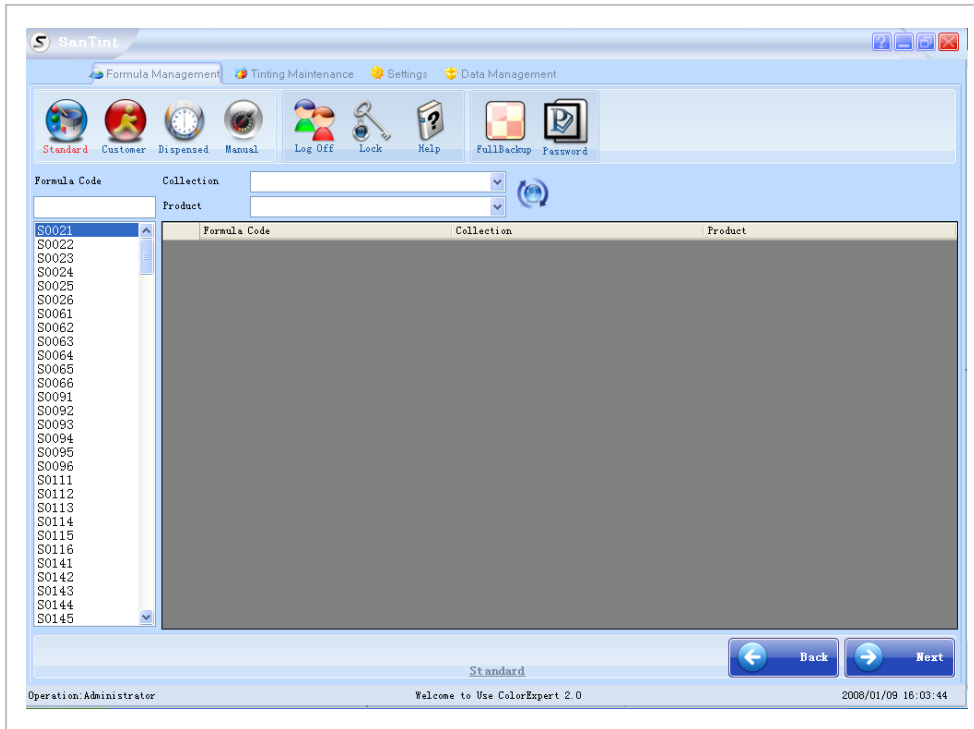 S SanTint
Formula Management Tinting Maintenance Settings Data Management
Standard Customer Dispensed Manual Log Off Lock Help FullBackup Password
Formula Code Collection
Product
Formula Code Collection Product
S0021
S0022
S0023
S0024
S0025
S0026
S0061
S0062
S0063
S0064
S0065
S0066
S0091
S0092
S0093
S0094
S0095
S0096
S0111
S0112
S0113
S0114
S0115
S0116
S0141
S0142
S0143
S0144
S0145
Back Next
Standard
Operation:Administrator Welcome to Use ColorExpert 2.0 2008/01/09 16:03:44